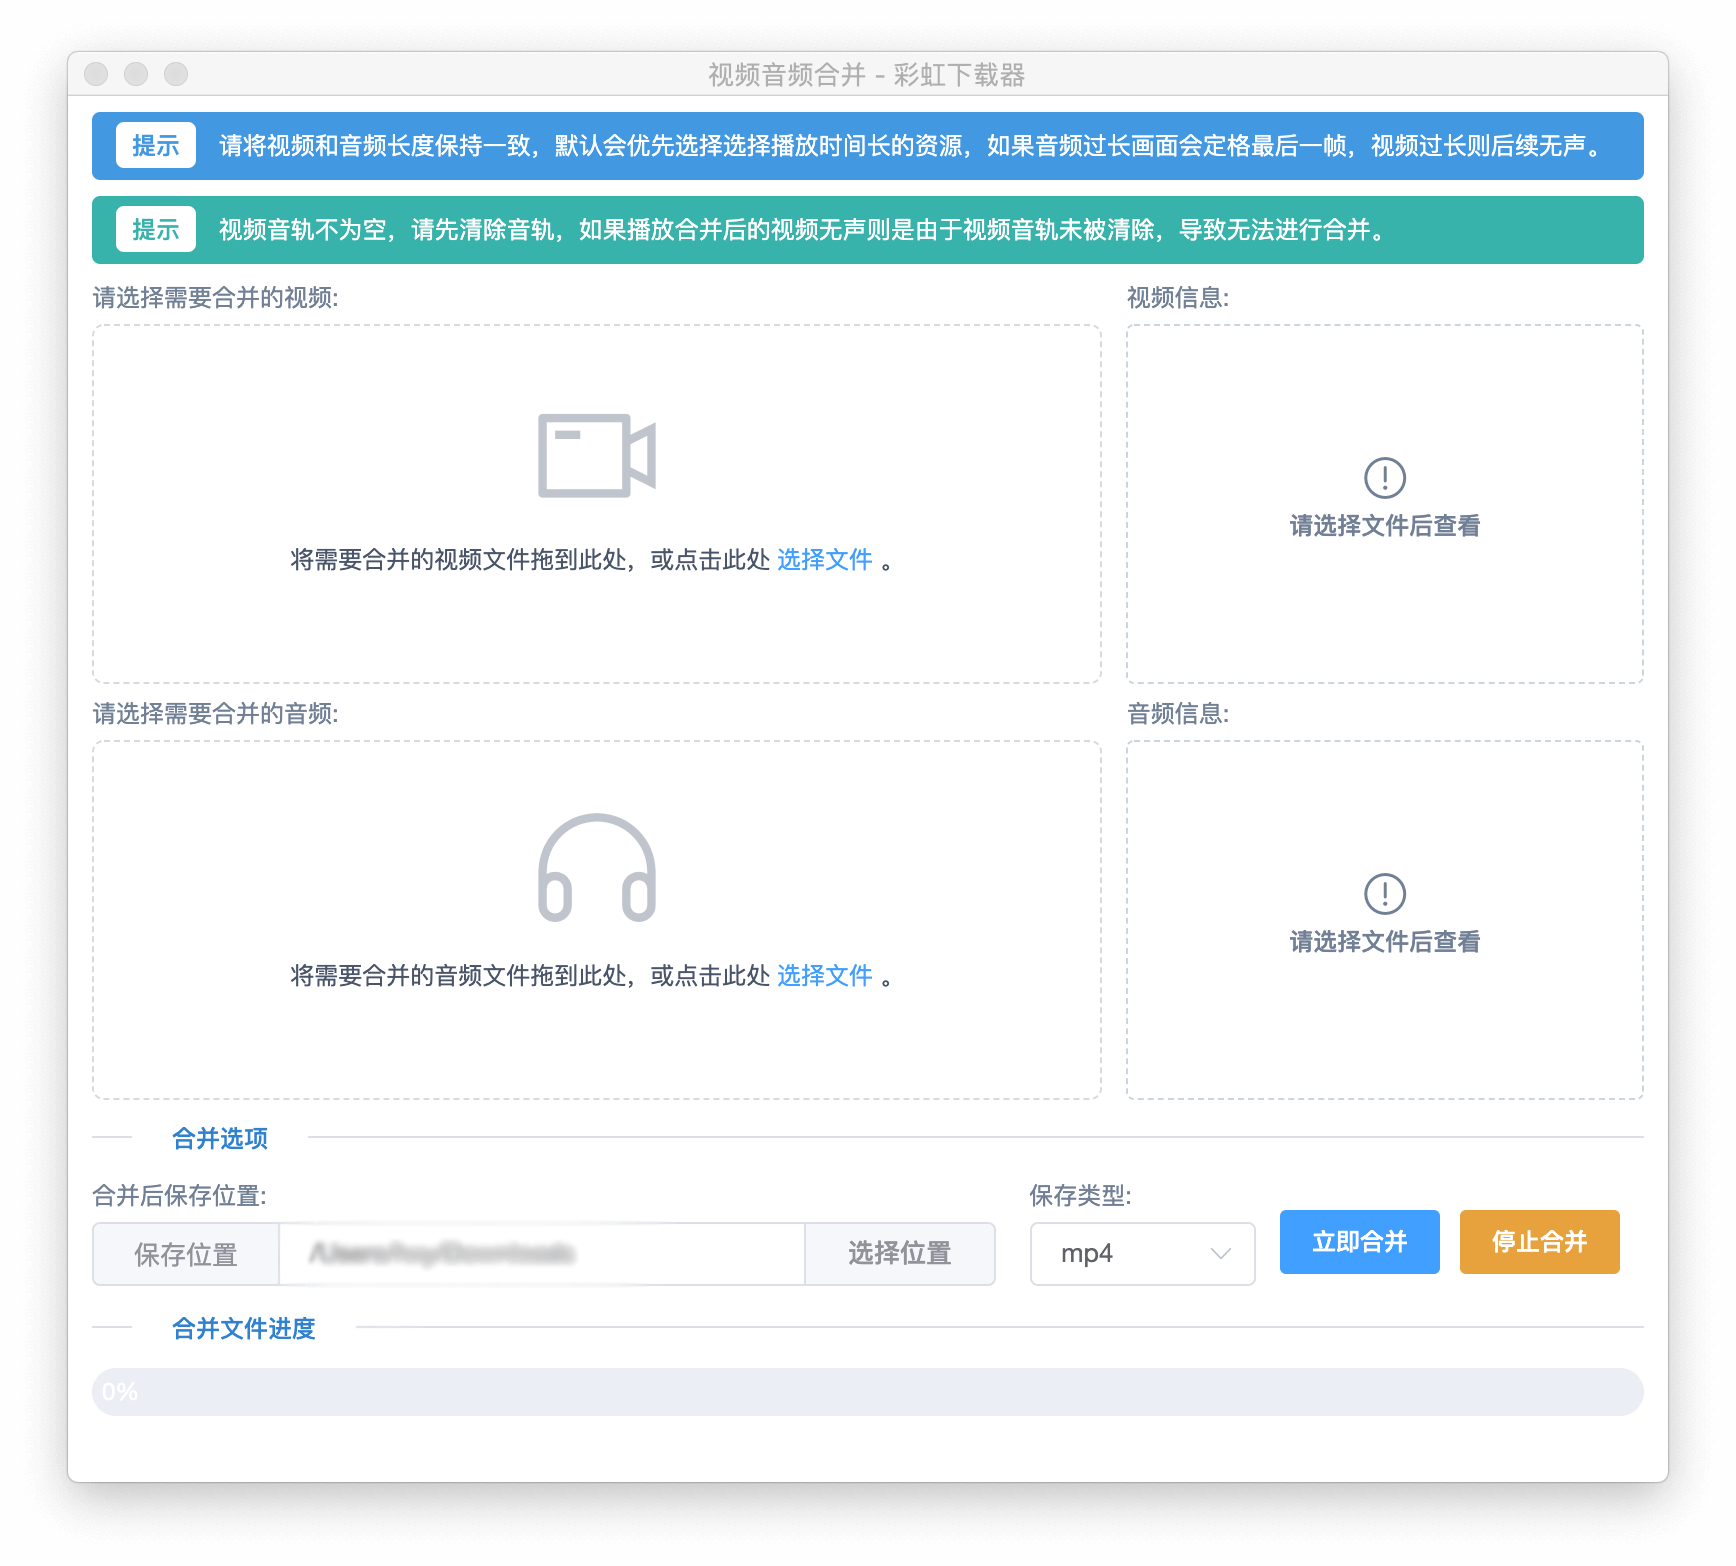 视频音频合并 - 彩虹下载器
提示 请将视频和音频长度保持一致，默认会优先选择选择播放时间长的资源，如果音频过长画面会定格最后一帧，视频过长则后续无声。
提示 视频音轨不为空，请先清除音轨，如果播放合并后的视频无声则是由于视频音轨未被清除，导致无法进行合并。
请选择需要合并的视频:
视频信息:
将需要合并的视频文件拖到此处，或点击此处 选择文件 。
请选择文件后查看
请选择需要合并的音频:
音频信息:
将需要合并的音频文件拖到此处，或点击此处 选择文件 。
请选择文件后查看
合并选项
合并后保存位置:
保存类型:
保存位置
选择位置
mp4
立即合并
停止合并
合并文件进度
0%